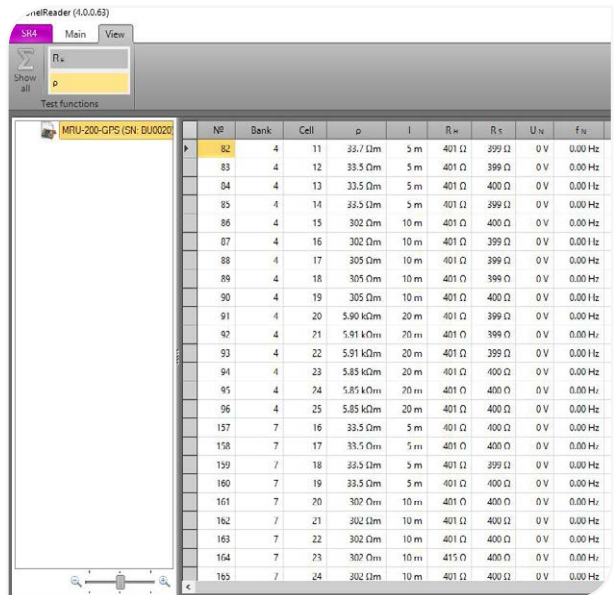 SonelReader (4.0.0.63)
SR4 Main View
Show all
R H
ρ
Test functions
MRU-200-GPS (SN: BU0020
Nº Bank Cell ρ l R H R S U N f N
82 4 11 33.7 Ωm 5 m 401 Ω 399 Ω 0 V 0.00 Hz
83 4 12 33.5 Ωm 5 m 401 Ω 399 Ω 0 V 0.00 Hz
84 4 13 33.5 Ωm 5 m 401 Ω 400 Ω 0 V 0.00 Hz
85 4 14 33.5 Ωm 5 m 401 Ω 399 Ω 0 V 0.00 Hz
86 4 15 302 Ωm 10 m 401 Ω 400 Ω 0 V 0.00 Hz
87 4 16 302 Ωm 10 m 401 Ω 399 Ω 0 V 0.00 Hz
88 4 17 305 Ωm 10 m 401 Ω 399 Ω 0 V 0.00 Hz
89 4 18 305 Ωm 10 m 401 Ω 399 Ω 0 V 0.00 Hz
90 4 19 305 Ωm 10 m 401 Ω 400 Ω 0 V 0.00 Hz
91 4 20 5.90 kΩm 20 m 401 Ω 399 Ω 0 V 0.00 Hz
92 4 21 5.91 kΩm 20 m 401 Ω 399 Ω 0 V 0.00 Hz
93 4 22 5.91 kΩm 20 m 401 Ω 399 Ω 0 V 0.00 Hz
94 4 23 5.85 kΩm 20 m 401 Ω 400 Ω 0 V 0.00 Hz
95 4 24 5.85 kΩm 20 m 401 Ω 400 Ω 0 V 0.00 Hz
96 4 25 5.85 kΩm 20 m 401 Ω 400 Ω 0 V 0.00 Hz
157 7 16 33.5 Ωm 5 m 401 Ω 400 Ω 0 V 0.00 Hz
158 7 17 33.5 Ωm 5 m 401 Ω 400 Ω 0 V 0.00 Hz
159 7 18 33.5 Ωm 5 m 401 Ω 399 Ω 0 V 0.00 Hz
160 7 19 33.5 Ωm 5 m 401 Ω 400 Ω 0 V 0.00 Hz
161 7 20 302 Ωm 10 m 401 Ω 400 Ω 0 V 0.00 Hz
162 7 21 302 Ωm 10 m 401 Ω 400 Ω 0 V 0.00 Hz
163 7 22 302 Ωm 10 m 401 Ω 400 Ω 0 V 0.00 Hz
164 7 23 302 Ωm 10 m 415 Ω 400 Ω 0 V 0.00 Hz
165 7 24 302 Ωm 10 m 401 Ω 400 Ω 0 V 0.00 Hz